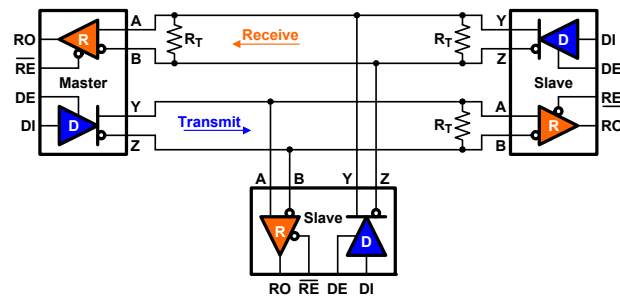 A
Y
RO
R
RT
Receive
RT
D
DI
RE
B
Z
DE
Master
Slave
DE
Y
A
RE
DI
D
Transmit
RT
R
RO
Z
B
A
B
Y
Z
R
Slave
D
RO
RE
DE
DI